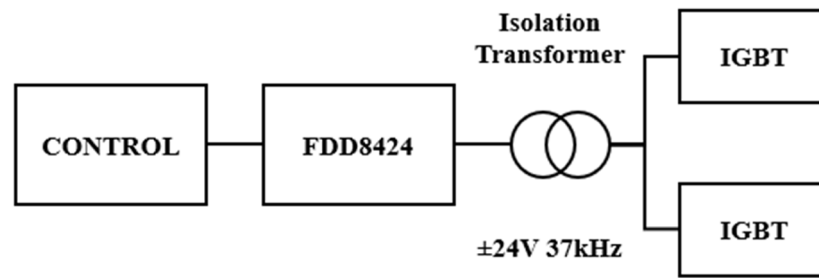 Isolation
Transformer
IGBT
CONTROL
FDD8424
IGBT
±24V 37kHz